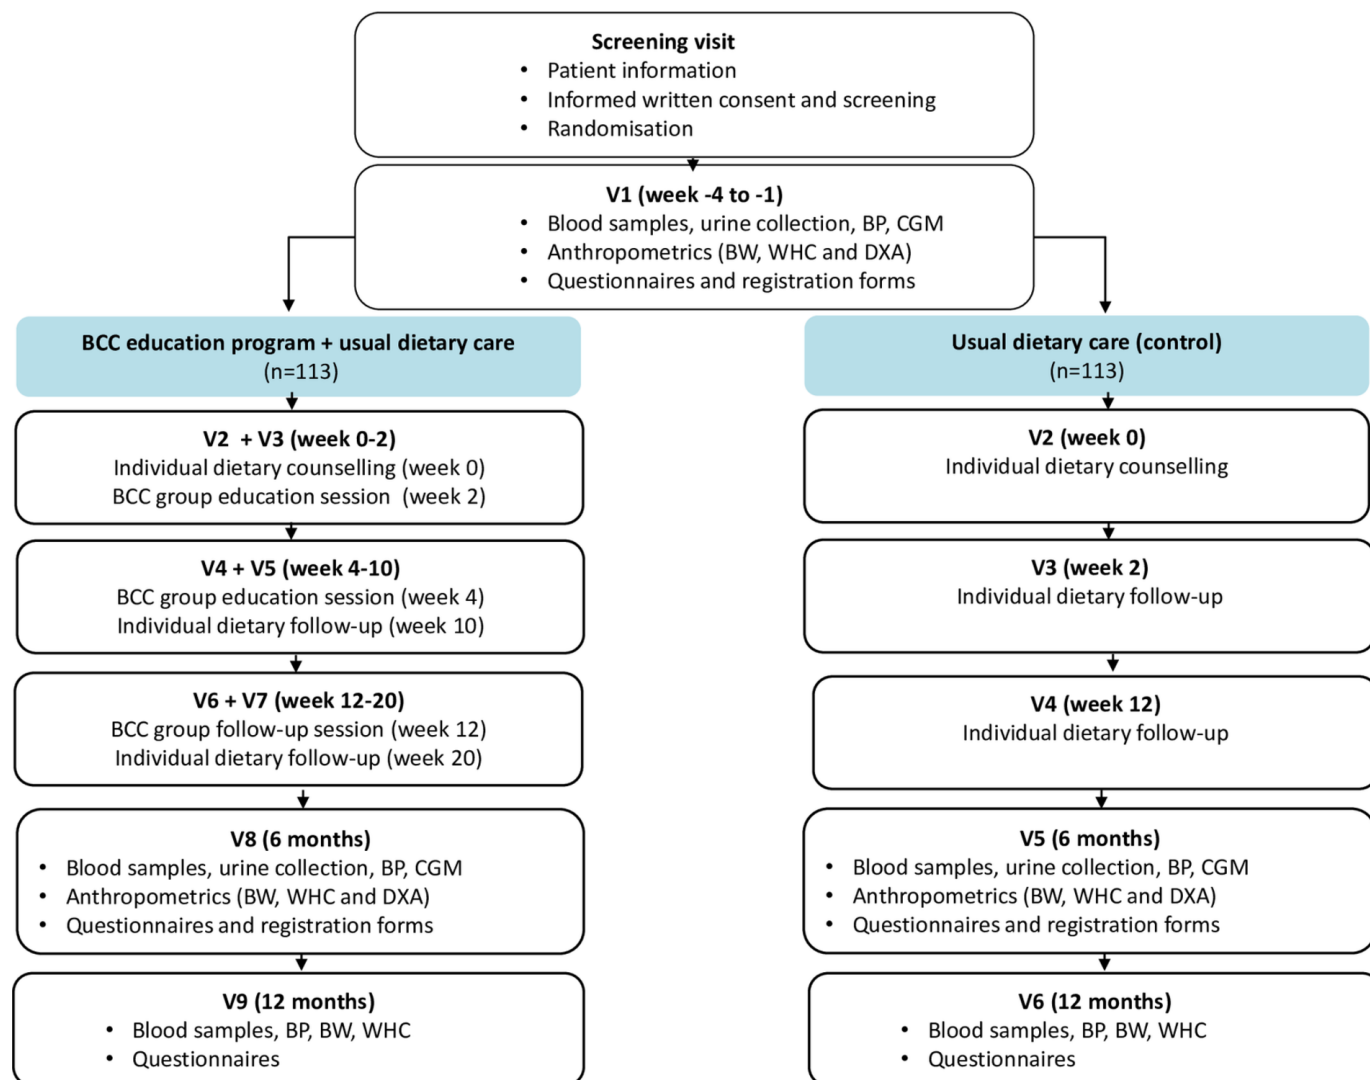 Screening visit
• Patient information
• Informed written consent and screening
• Randomisation
V1 (week -4 to -1)
• Blood samples, urine collection, BP, CGM
• Anthropometrics (BW, WHC and DXA)
• Questionnaires and registration forms
BCC education program + usual dietary care
(n=113)
V2 + V3 (week 0-2)
Individual dietary counselling (week 0)
BCC group education session (week 2)
V4 + V5 (week 4-10)
BCC group education session (week 4)
Individual dietary follow-up (week 10)
V6 + V7 (week 12-20)
BCC group follow-up session (week 12)
Individual dietary follow-up (week 20)
V8 (6 months)
• Blood samples, urine collection, BP, CGM
• Anthropometrics (BW, WHC and DXA)
• Questionnaires and registration forms
V9 (12 months)
• Blood samples, BP, BW, WHC
• Questionnaires
Usual dietary care (control)
(n=113)
V2 (week 0)
Individual dietary counselling
V3 (week 2)
Individual dietary follow-up
V4 (week 12)
Individual dietary follow-up
V5 (6 months)
• Blood samples, urine collection, BP, CGM
• Anthropometrics (BW, WHC and DXA)
• Questionnaires and registration forms
V6 (12 months)
• Blood samples, BP, BW, WHC
• Questionnaires